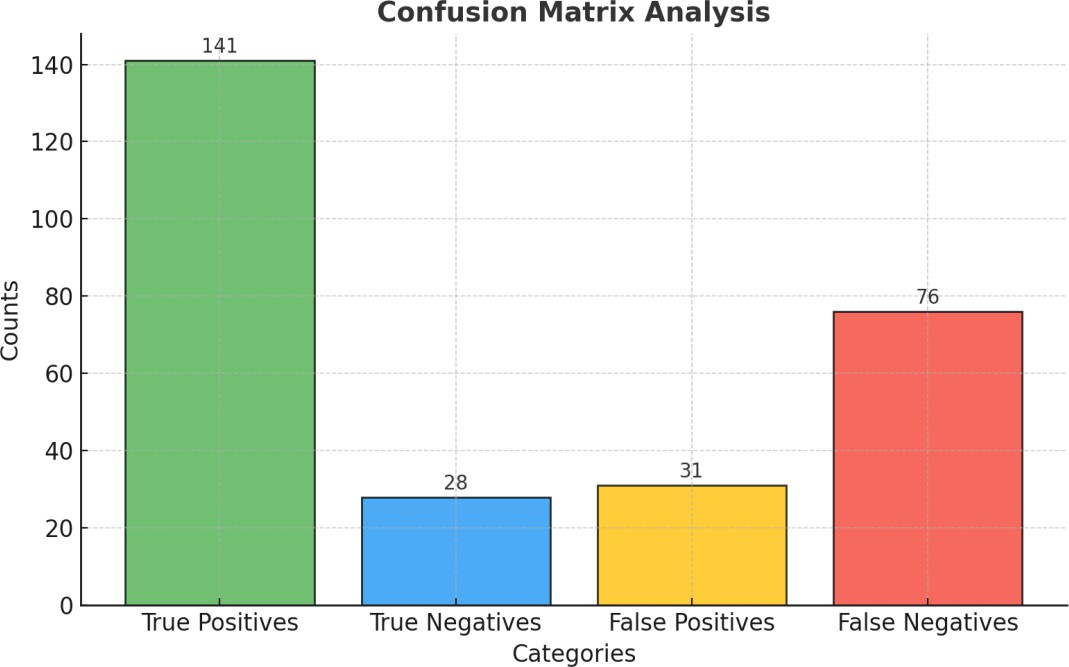 Confusion Matrix Analysis
141
140
120
100
80
60
40
20
0
28
31
76
Counts
True Positives
True Negatives
False Positives
False Negatives
Categories